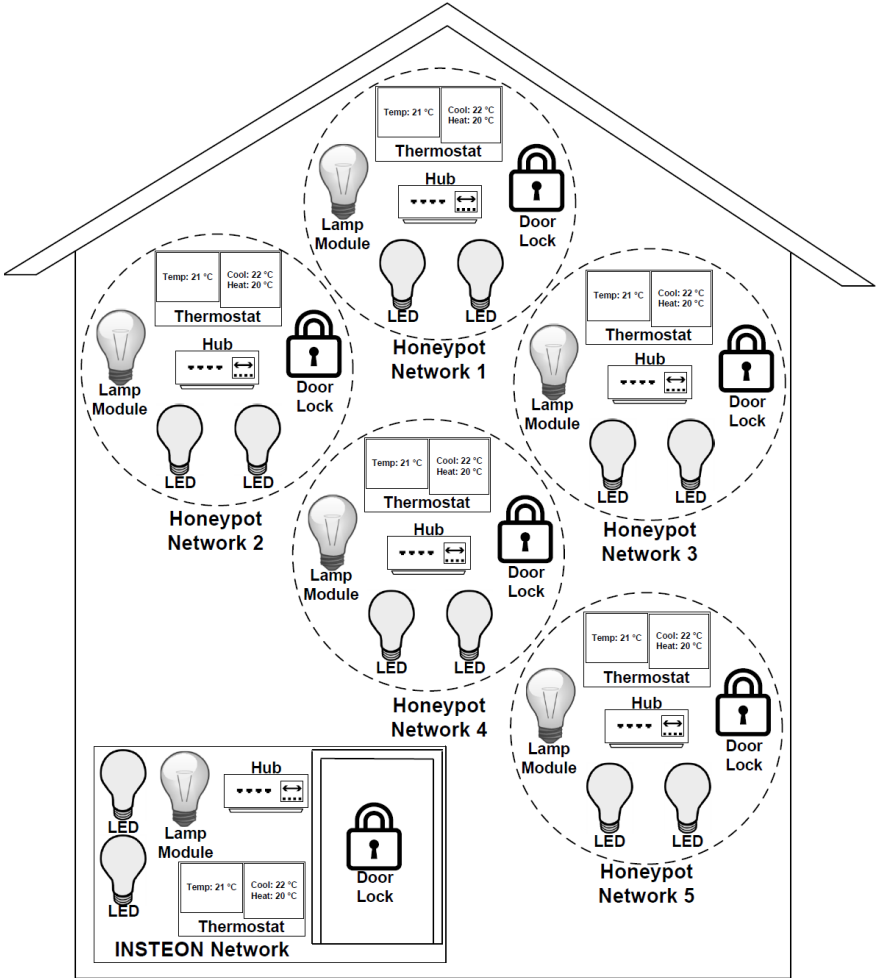 Temp: 21 °C
Cool: 22 °C
Heat: 20 °C
Thermostat
Hub
Lamp
Module
Door
Lock
LED
LED
Honeypot
Network 1
Temp: 21 °C
Cool: 22 °C
Heat: 20 °C
Thermostat
Hub
Lamp
Module
Door
Lock
LED
LED
Honeypot
Network 2
Temp: 21 °C
Cool: 22 °C
Heat: 20 °C
Thermostat
Hub
Lamp
Module
Door
Lock
LED
LED
Honeypot
Network 3
Temp: 21 °C
Cool: 22 °C
Heat: 20 °C
Thermostat
Hub
Lamp
Module
Door
Lock
LED
LED
Honeypot
Network 4
Temp: 21 °C
Cool: 22 °C
Heat: 20 °C
Thermostat
Hub
Lamp
Module
Door
Lock
LED
LED
Honeypot
Network 5
Hub
LED
Lamp
Module
Door
Lock
Temp: 21 °C
Cool: 22 °C
Heat: 20 °C
LED
Thermostat
INSTEON Network